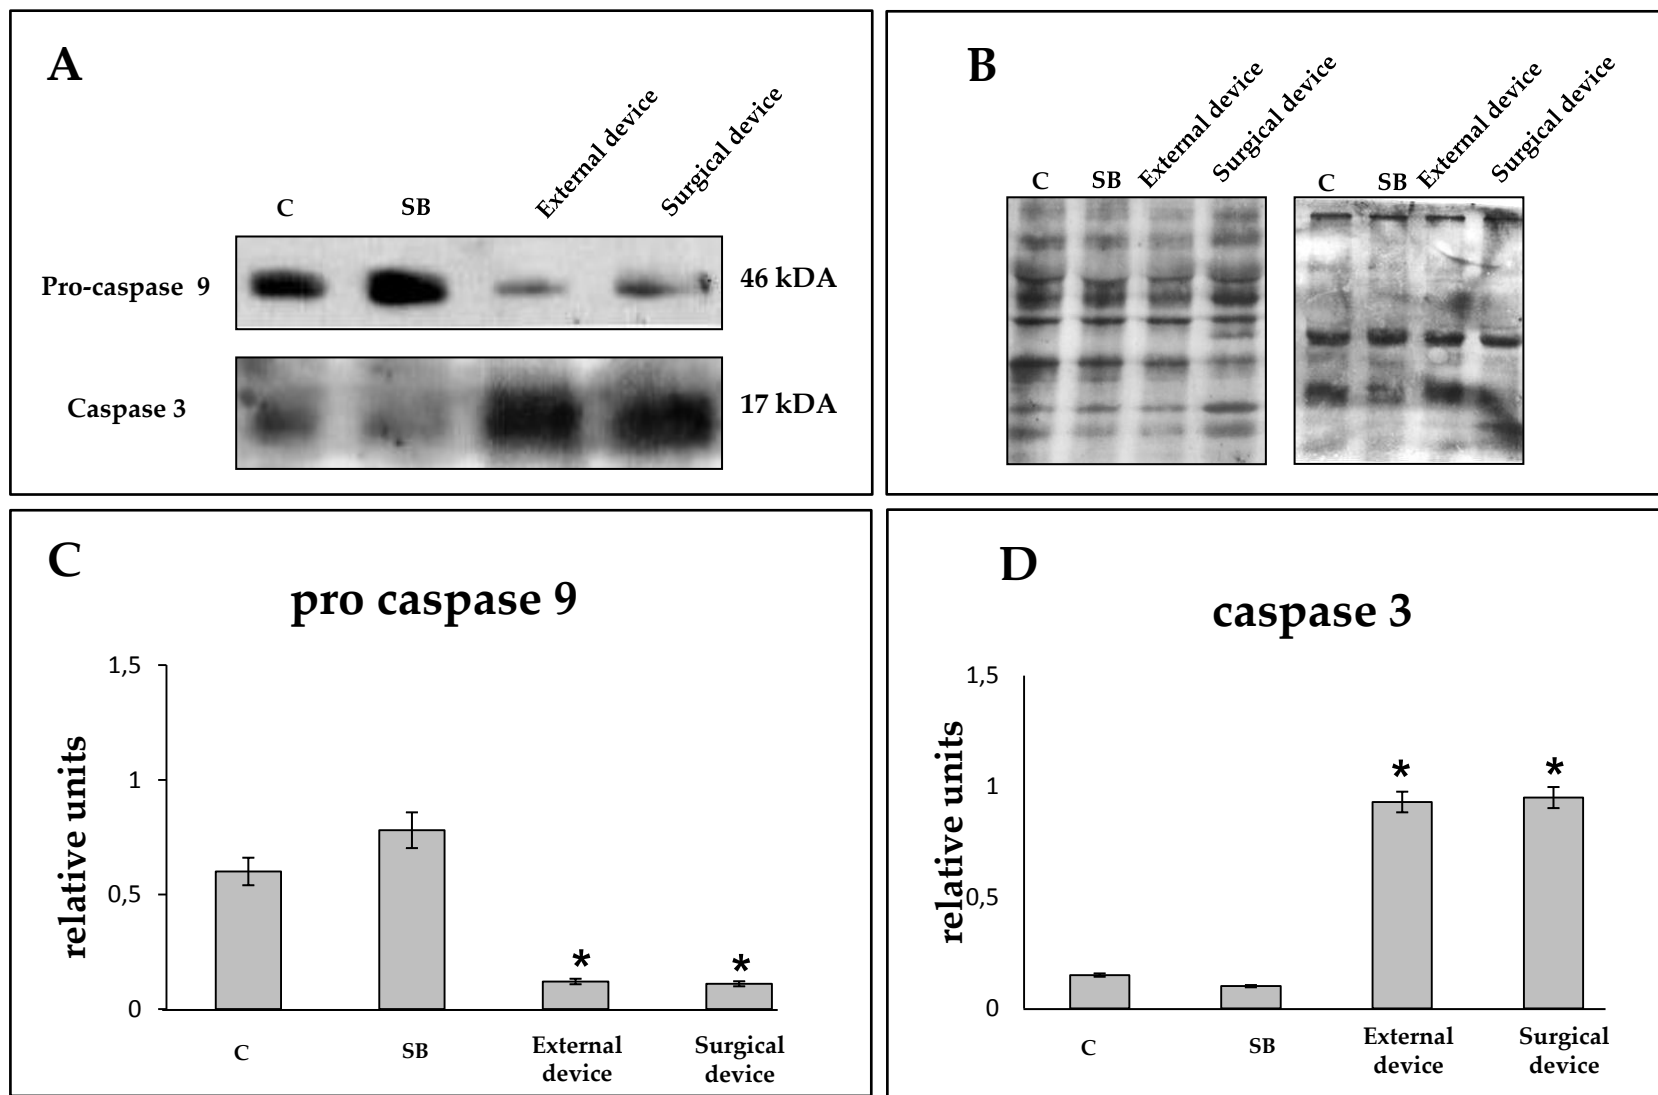 A
C
SB
External device
Surgical device
Pro-caspase 9
46 kDA
Caspase 3
17 kDA
B
C
SB
External device
Surgical device
C
SB
External device
Surgical device
C
pro caspase 9
relative units
1,5
1
0,5
0
*
*
C
SB
External
device
Surgical
device
D
caspase 3
relative units
1,5
1
0,5
0
*
*
C
SB
External
device
Surgical
device